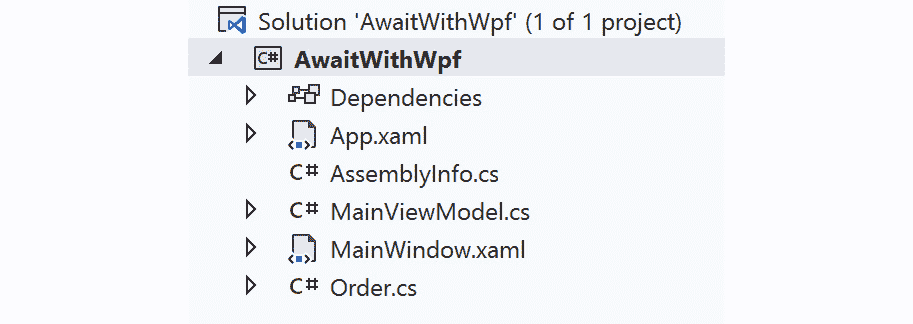 Solution 'AwaitWithWpf' (1 of 1 project)
C# AwaitWithWpf
Dependencies
App.xaml
C# AssemblyInfo.cs
C# MainViewModel.cs
MainWindow.xaml
C# Order.cs